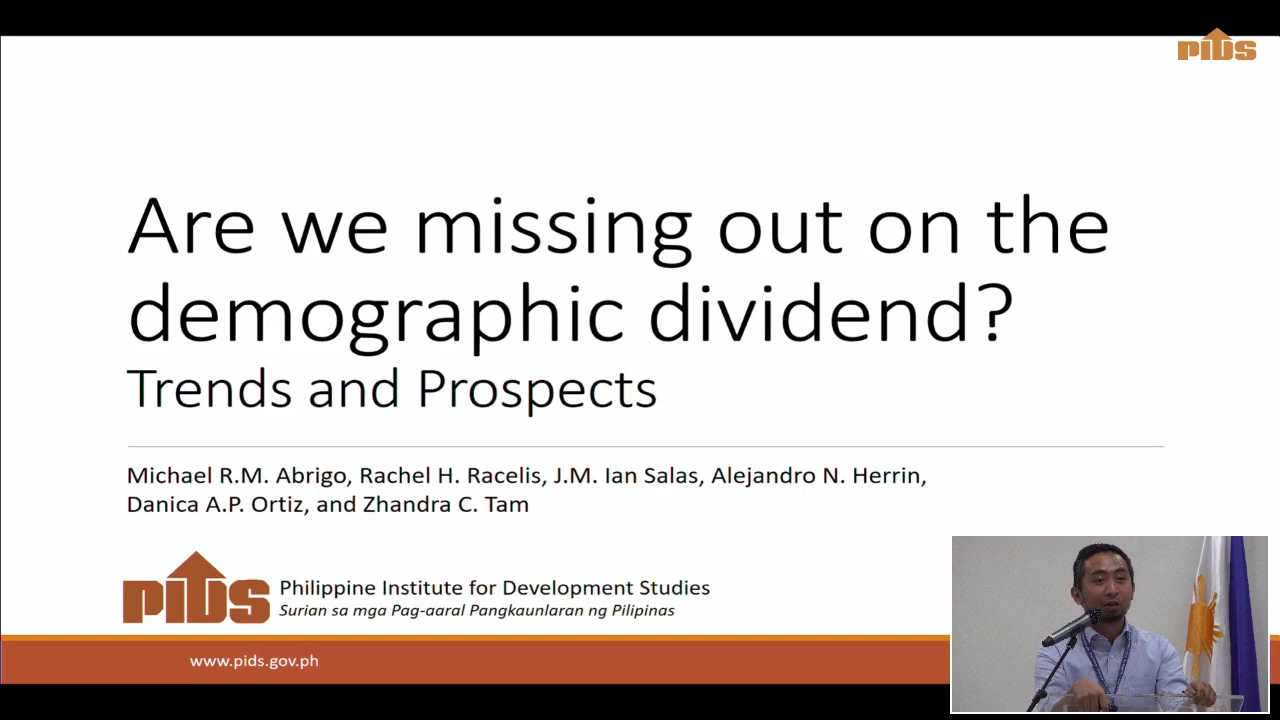 PIDS
Are we missing out on the
demographic dividend?
Trends and Prospects
Michael R.M. Abrigo, Rachel H. Racelis, J.M. Ian Salas, Alejandro N. Herrin,
Danica A.P. Ortiz, and Zhandra C. Tam
PIDS
Philippine Institute for Development Studies
Surian sa mga Pag-aaral Pangkaunlaran ng Pilipinas
www.pids.gov.ph